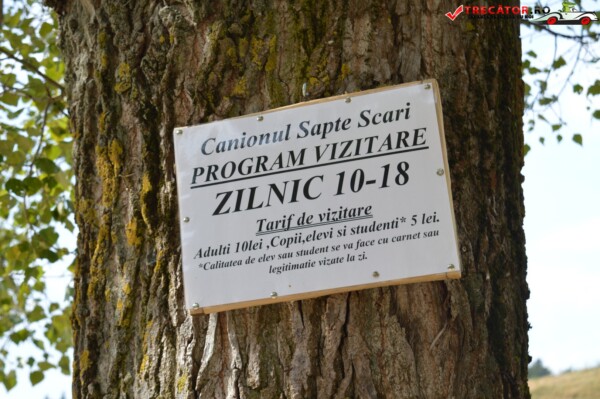 TRECATOR.RO
Canionul Sapte Scari
PROGRAM VIZITARE
ZILNIC 10-18
Tarif de vizitare
Adulti 10lei ,Copii,elevi si studenti* 5 lei.
*Calitatea de elev sau student se va face cu carnet sau
legitimatie vizate la zi.